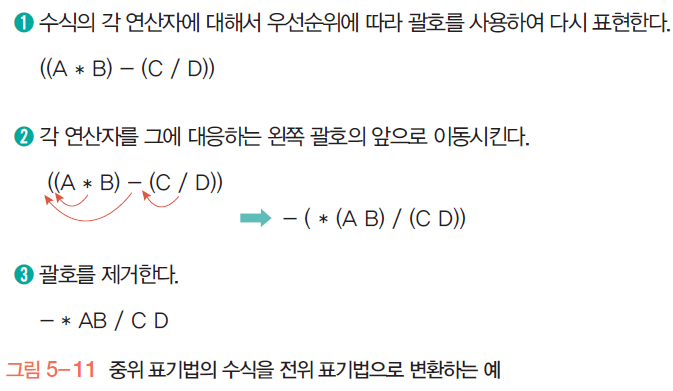 ❶ 수식의 각 연산자에 대해서 우선순위에 따라 괄호를 사용하여 다시 표현한다.
((A * B) – (C / D))
❷ 각 연산자를 그에 대응하는 왼쪽 괄호의 앞으로 이동시킨다.
((A * B) – (C / D))
– ( * (A B) / (C D))
❸ 괄호를 제거한다.
– * AB / C D
그림 5–11 중위 표기법의 수식을 전위 표기법으로 변환하는 예